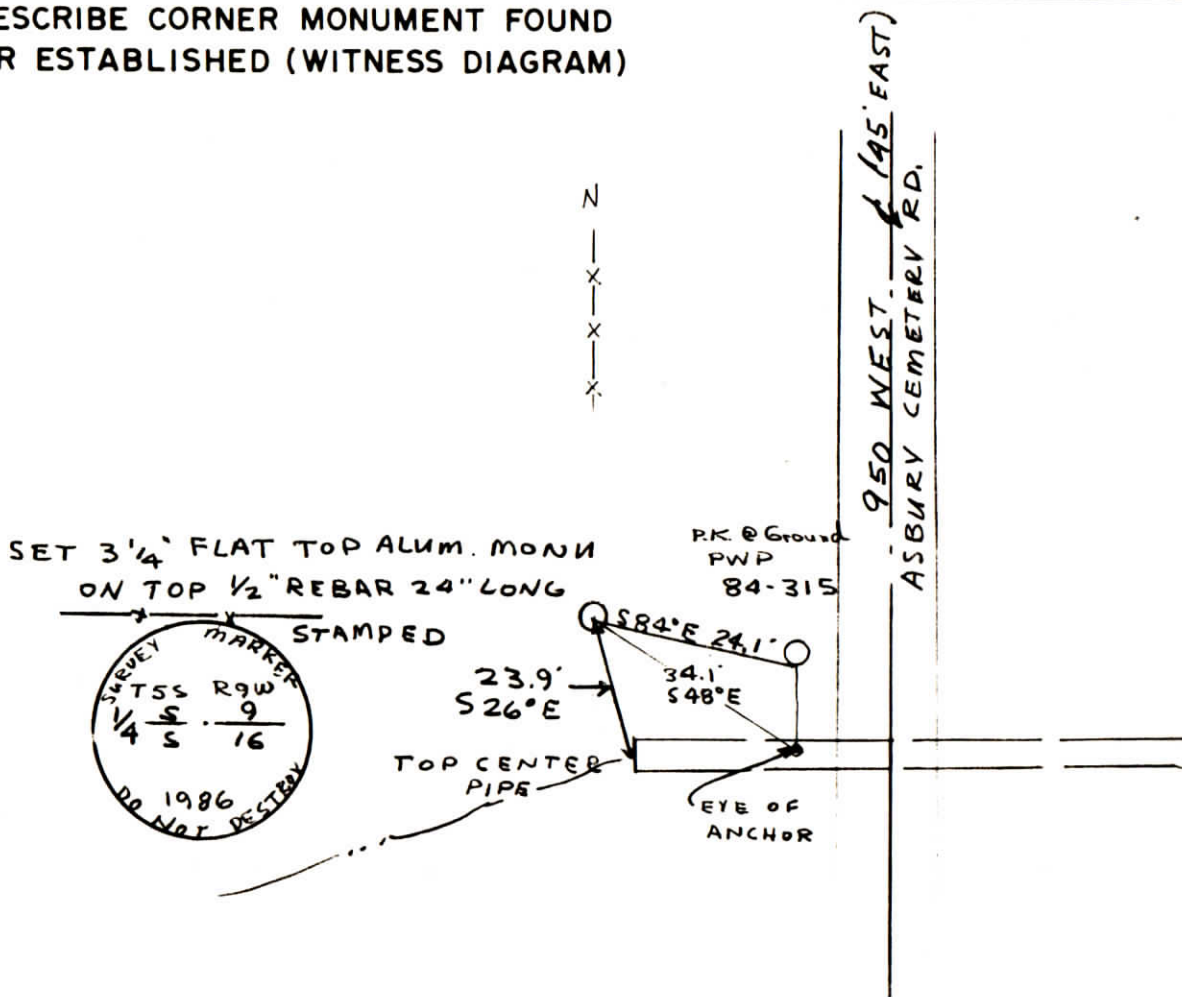 ESCRIBE CORNER MONUMENT FOUND
R ESTABLISHED (WITNESS DIAGRAM)
N
950 WEST. (95' EAST)
ASBURY CEMETERY RD.
P.K. @ Ground
PWP
84-315
SET 3 1/4" FLAT TOP ALUM. MONU
ON TOP 1/2" REBAR 24" LONG
STAMPED
SURVEY MARKER
T5S R9W
1/4 S 9
S 16
1986
DO NOT DESTROY
S84°E 24.1'
34.1'
S48°E
23.9'
S26°E
TOP CENTER
PIPE
EYE OF
ANCHOR